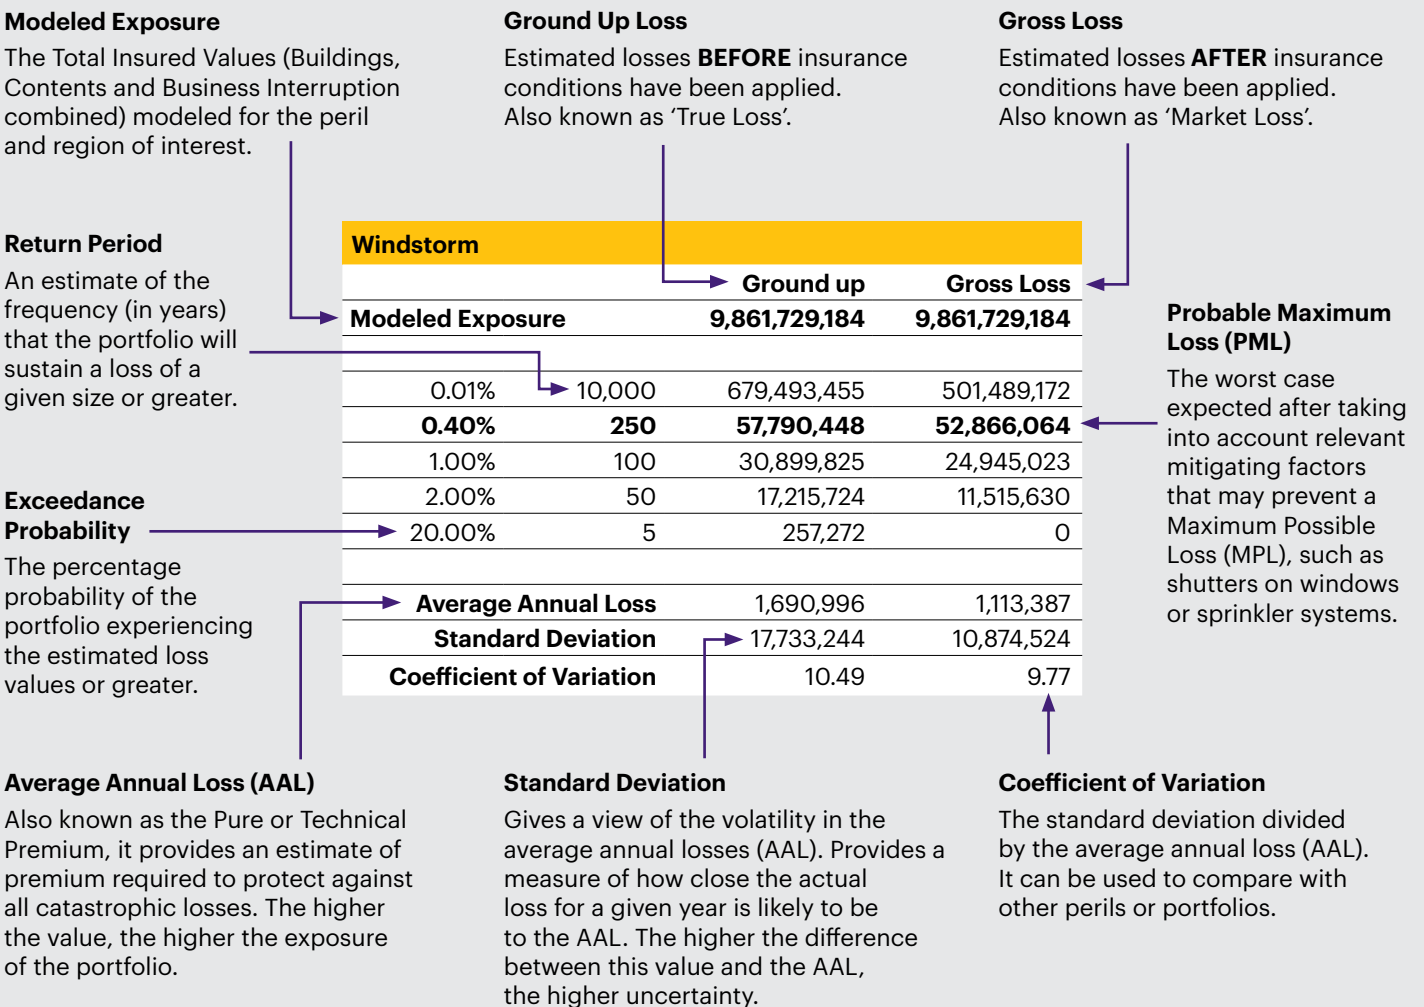 Modeled Exposure
The Total Insured Values (Buildings,
Contents and Business Interruption
combined) modeled for the peril
and region of interest.
Ground Up Loss
Estimated losses BEFORE insurance
conditions have been applied.
Also known as ‘True Loss’.
Gross Loss
Estimated losses AFTER insurance
conditions have been applied.
Also known as ‘Market Loss’.
Return Period
An estimate of the
frequency (in years)
that the portfolio will
sustain a loss of a
given size or greater.
Exceedance
Probability
The percentage
probability of the
portfolio experiencing
the estimated loss
values or greater.
Windstorm
Ground up Gross Loss
Modeled Exposure 9,861,729,184 9,861,729,184
0.01% 10,000 679,493,455 501,489,172
0.40% 250 57,790,448 52,866,064
1.00% 100 30,899,825 24,945,023
2.00% 50 17,215,724 11,515,630
20.00% 5 257,272 0
Average Annual Loss 1,690,996 1,113,387
Standard Deviation 17,733,244 10,874,524
Coefficient of Variation 10.49 9.77
Probable Maximum
Loss (PML)
The worst case
expected after taking
into account relevant
mitigating factors
that may prevent a
Maximum Possible
Loss (MPL), such as
shutters on windows
or sprinkler systems.
Average Annual Loss (AAL)
Also known as the Pure or Technical
Premium, it provides an estimate of
premium required to protect against
all catastrophic losses. The higher
the value, the higher the exposure
of the portfolio.
Standard Deviation
Gives a view of the volatility in the
average annual losses (AAL). Provides a
measure of how close the actual
loss for a given year is likely to be
to the AAL. The higher the difference
between this value and the AAL,
the higher uncertainty.
Coefficient of Variation
The standard deviation divided
by the average annual loss (AAL).
It can be used to compare with
other perils or portfolios.